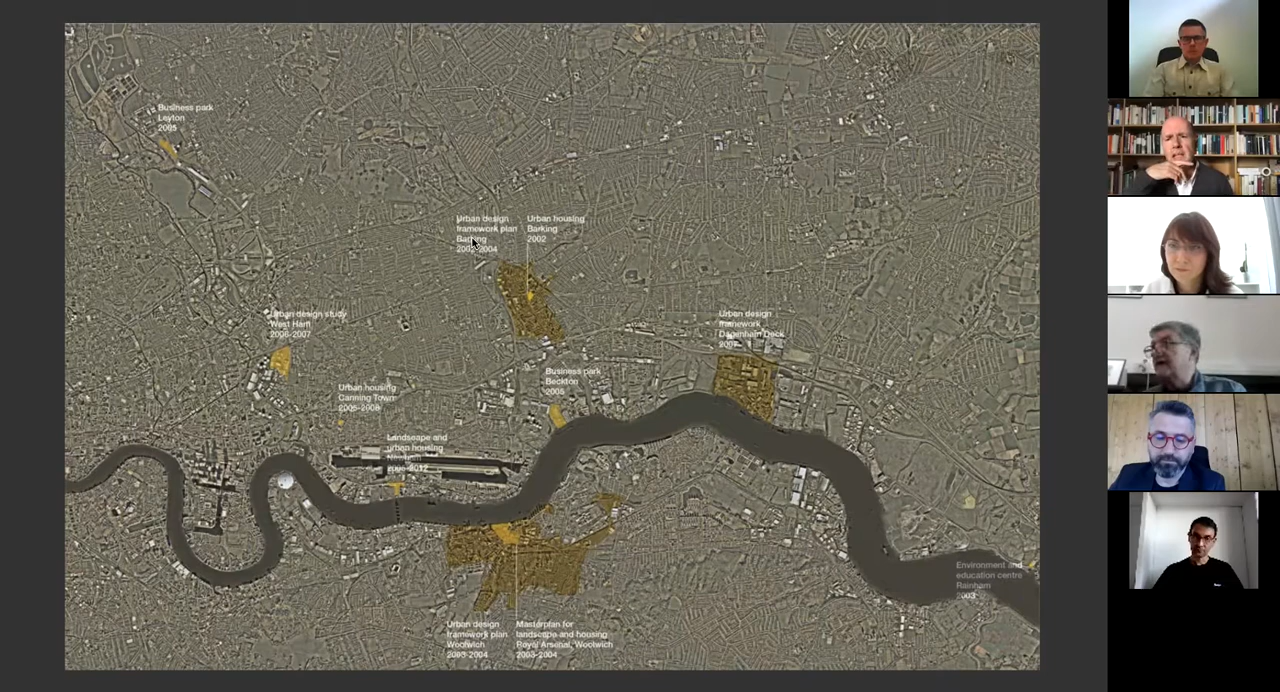 Business park
Leyton
2005
Urban design
framework plan
Barking
2002-2004
Urban housing
Barking
2002
Urban design study
West Ham
2006-2007
Urban design
framework
Dagenham Dock
2007
Business park
Beckton
2005
Urban housing
Canning Town
2005-2008
Landscape and
urban housing
Newham
Environment and
education centre
Rainham
2003
Urban design
framework plan
Woolwich
2003-2004
Masterplan for
landscape and housing
Royal Arsenal, Woolwich
2003-2004